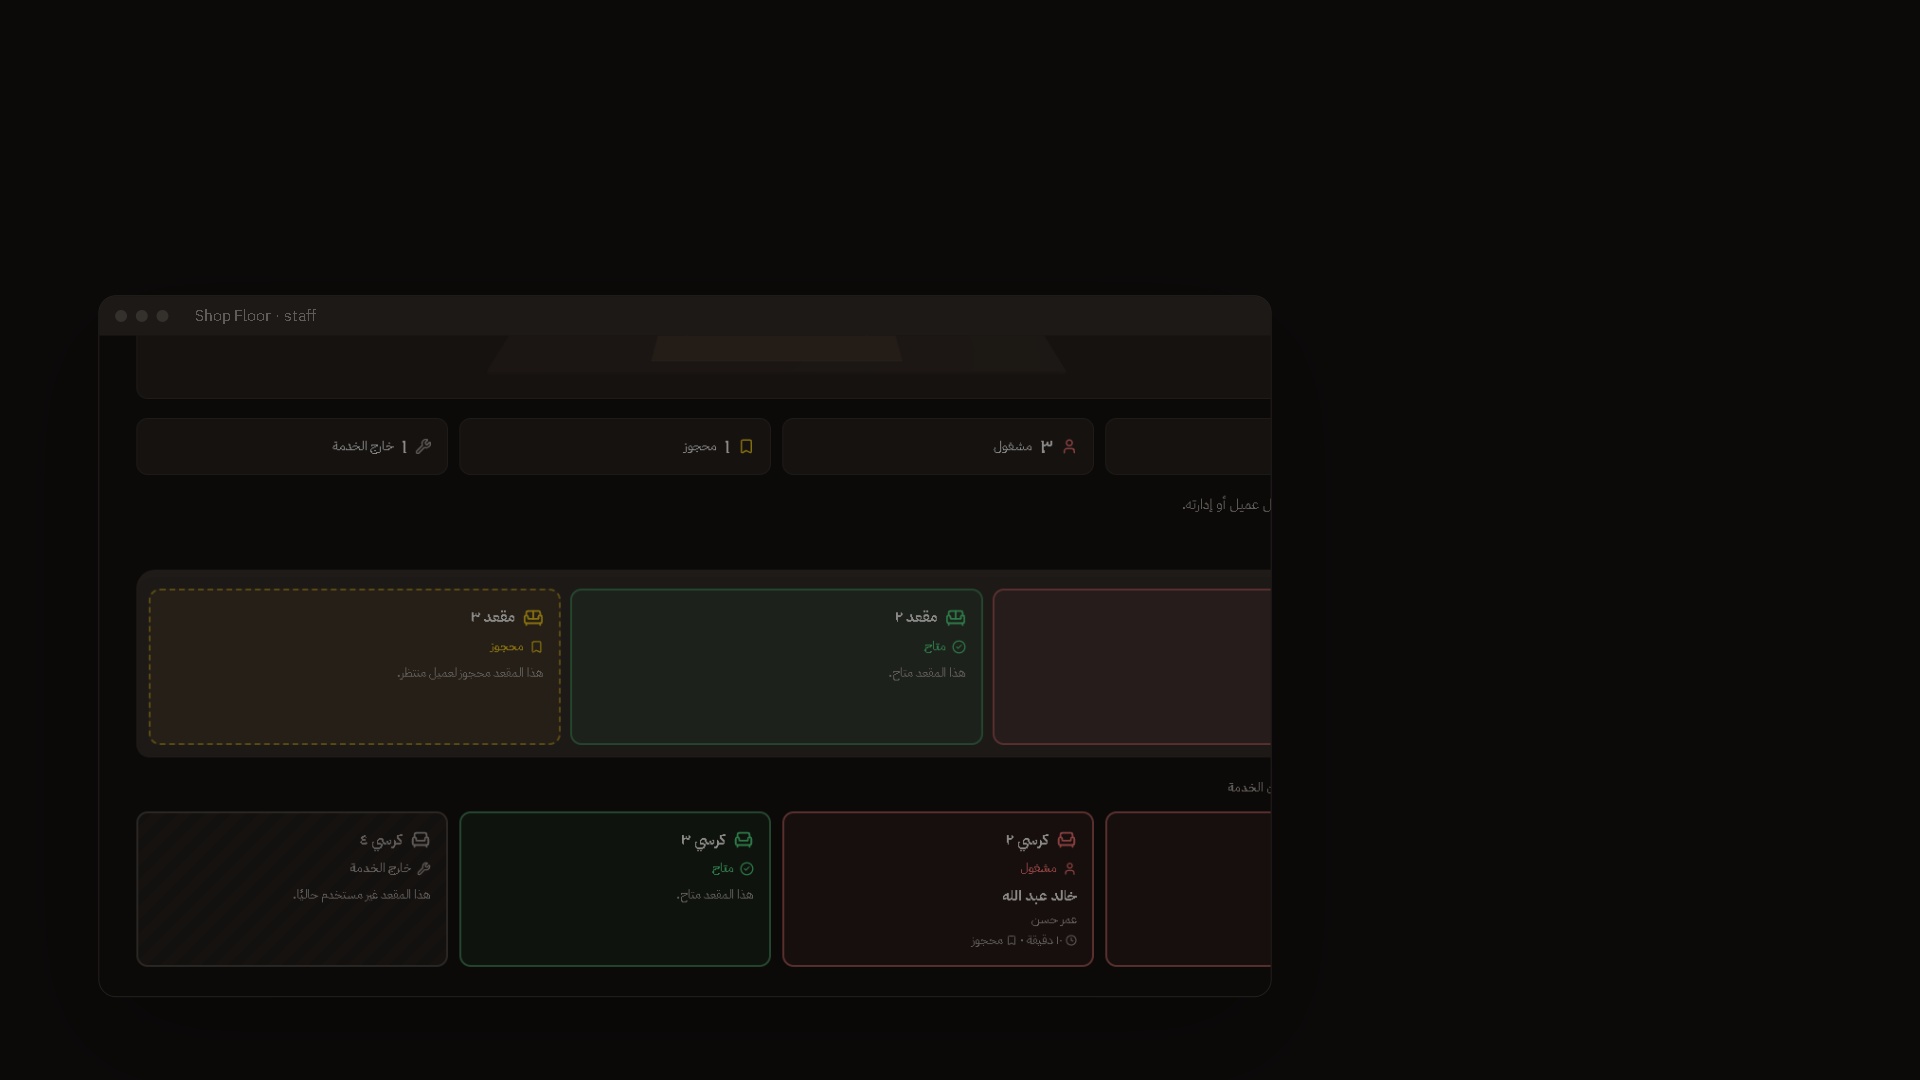 Shop Floor · staff
٣ مشغول
١ محجوز
١ خارج الخدمة
عميل أو إدارته.
مقعد ٢
متاح
هذا المقعد متاح.
مقعد ٣
محجوز
هذا المقعد محجوز لعميل منتظر.
الخدمة
كرسي ٢
مشغول
خالد عبد الله
عمر حسن
١٠ دقيقة · محجوز
كرسي ٣
متاح
هذا المقعد متاح.
كرسي ٤
خارج الخدمة
هذا المقعد غير مستخدم حاليًا.